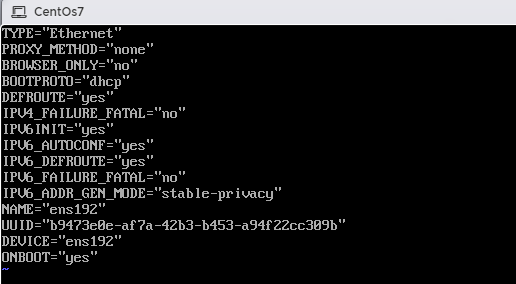 CentOs7
TYPE="Ethernet"
PROXY_METHOD="none"
BROWSER_ONLY="no"
BOOTPROTO="dhcp"
DEFROUTE="yes"
IPV4_FAILURE_FATAL="no"
IPV6INIT="yes"
IPV6_AUTOCONF="yes"
IPV6_DEFROUTE="yes"
IPV6_FAILURE_FATAL="no"
IPV6_ADDR_GEN_MODE="stable-privacy"
NAME="ens192"
UUID="b9473e0e-af7a-42b3-b453-a94f22cc309b"
DEVICE="ens192"
ONBOOT="yes"
~